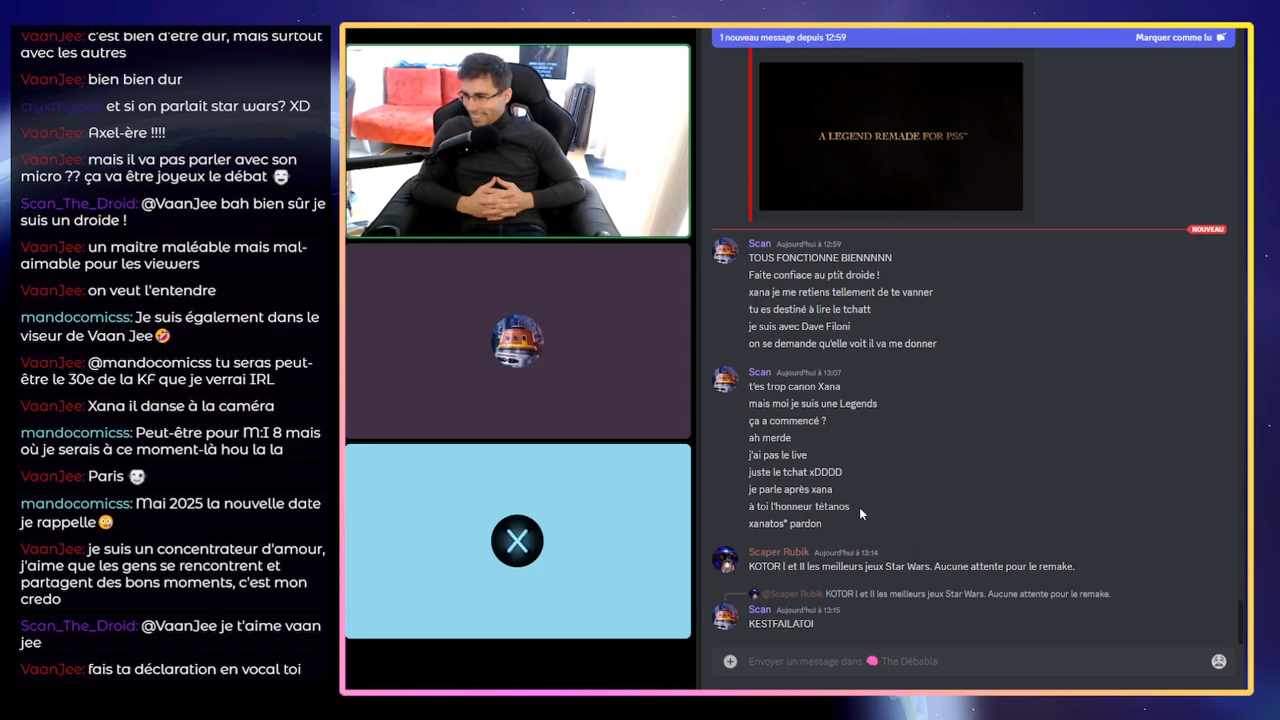 VaanJee: c'est bien d'être dur, mais surtout
avec les autres
VaanJee: bien bien dur
cryxthypes: et si on parlait star wars? XD
VaanJee: Axel-ère !!!!
VaanJee: mais il va pas parler avec son
micro ?? ça va être joyeux le débat
Scan_The_Droid: @VaanJee bah bien sûr je
suis un droide !
VaanJee: un maitre maléable mais mal-
aimable pour les viewers
VaanJee: on veut l'entendre
mandocomicss: Je suis également dans le
viseur de Vaan Jee🤣
VaanJee: @mandocomicss tu seras peut-
être le 30e de la KF que je verrai IRL
VaanJee: Xana il danse à la caméra
mandocomicss: Peut-être pour M:I 8 mais
où je serais à ce moment-là hou la la
VaanJee: Paris
mandocomicss: Mai 2025 la nouvelle date
je rappelle😳
VaanJee: je suis un concentrateur d'amour,
j'aime que les gens se rencontrent et
partagent des bons moments, c'est mon
credo
Scan_The_Droid: @VaanJee je t'aime vaan
jee
VaanJee: fais ta déclaration en vocal toi
X
1 nouveau message depuis 12:59
Marquer comme lu
A LEGEND REMADE FOR PS5™
NOUVEAU
Scan Aujourd'hui à 12:59
TOUS FONCTIONNE BIENNNNN
Faite confiace au ptit droide !
xana je me retiens tellement de te vanner
tu es destiné à lire le tchatt
je suis avec Dave Filoni
on se demande qu'elle voit il va me donner
Scan Aujourd'hui à 13:07
t'es trop canon Xana
mais moi je suis une Legends
ça a commencé ?
ah merde
j'ai pas le live
juste le tchat xDDDD
je parle après xana
à toi l'honneur tétanos
xanatos* pardon
Scaper Rubik Aujourd'hui à 13:14
KOTOR I et II les meilleurs jeux Star Wars. Aucune attente pour le remake.
@Scaper Rubik KOTOR I et II les meilleurs jeux Star Wars. Aucune attente pour le remake.
Scan Aujourd'hui à 13:15
KESTFAILATOI
Envoyer un message dans 🧠 The Débabla